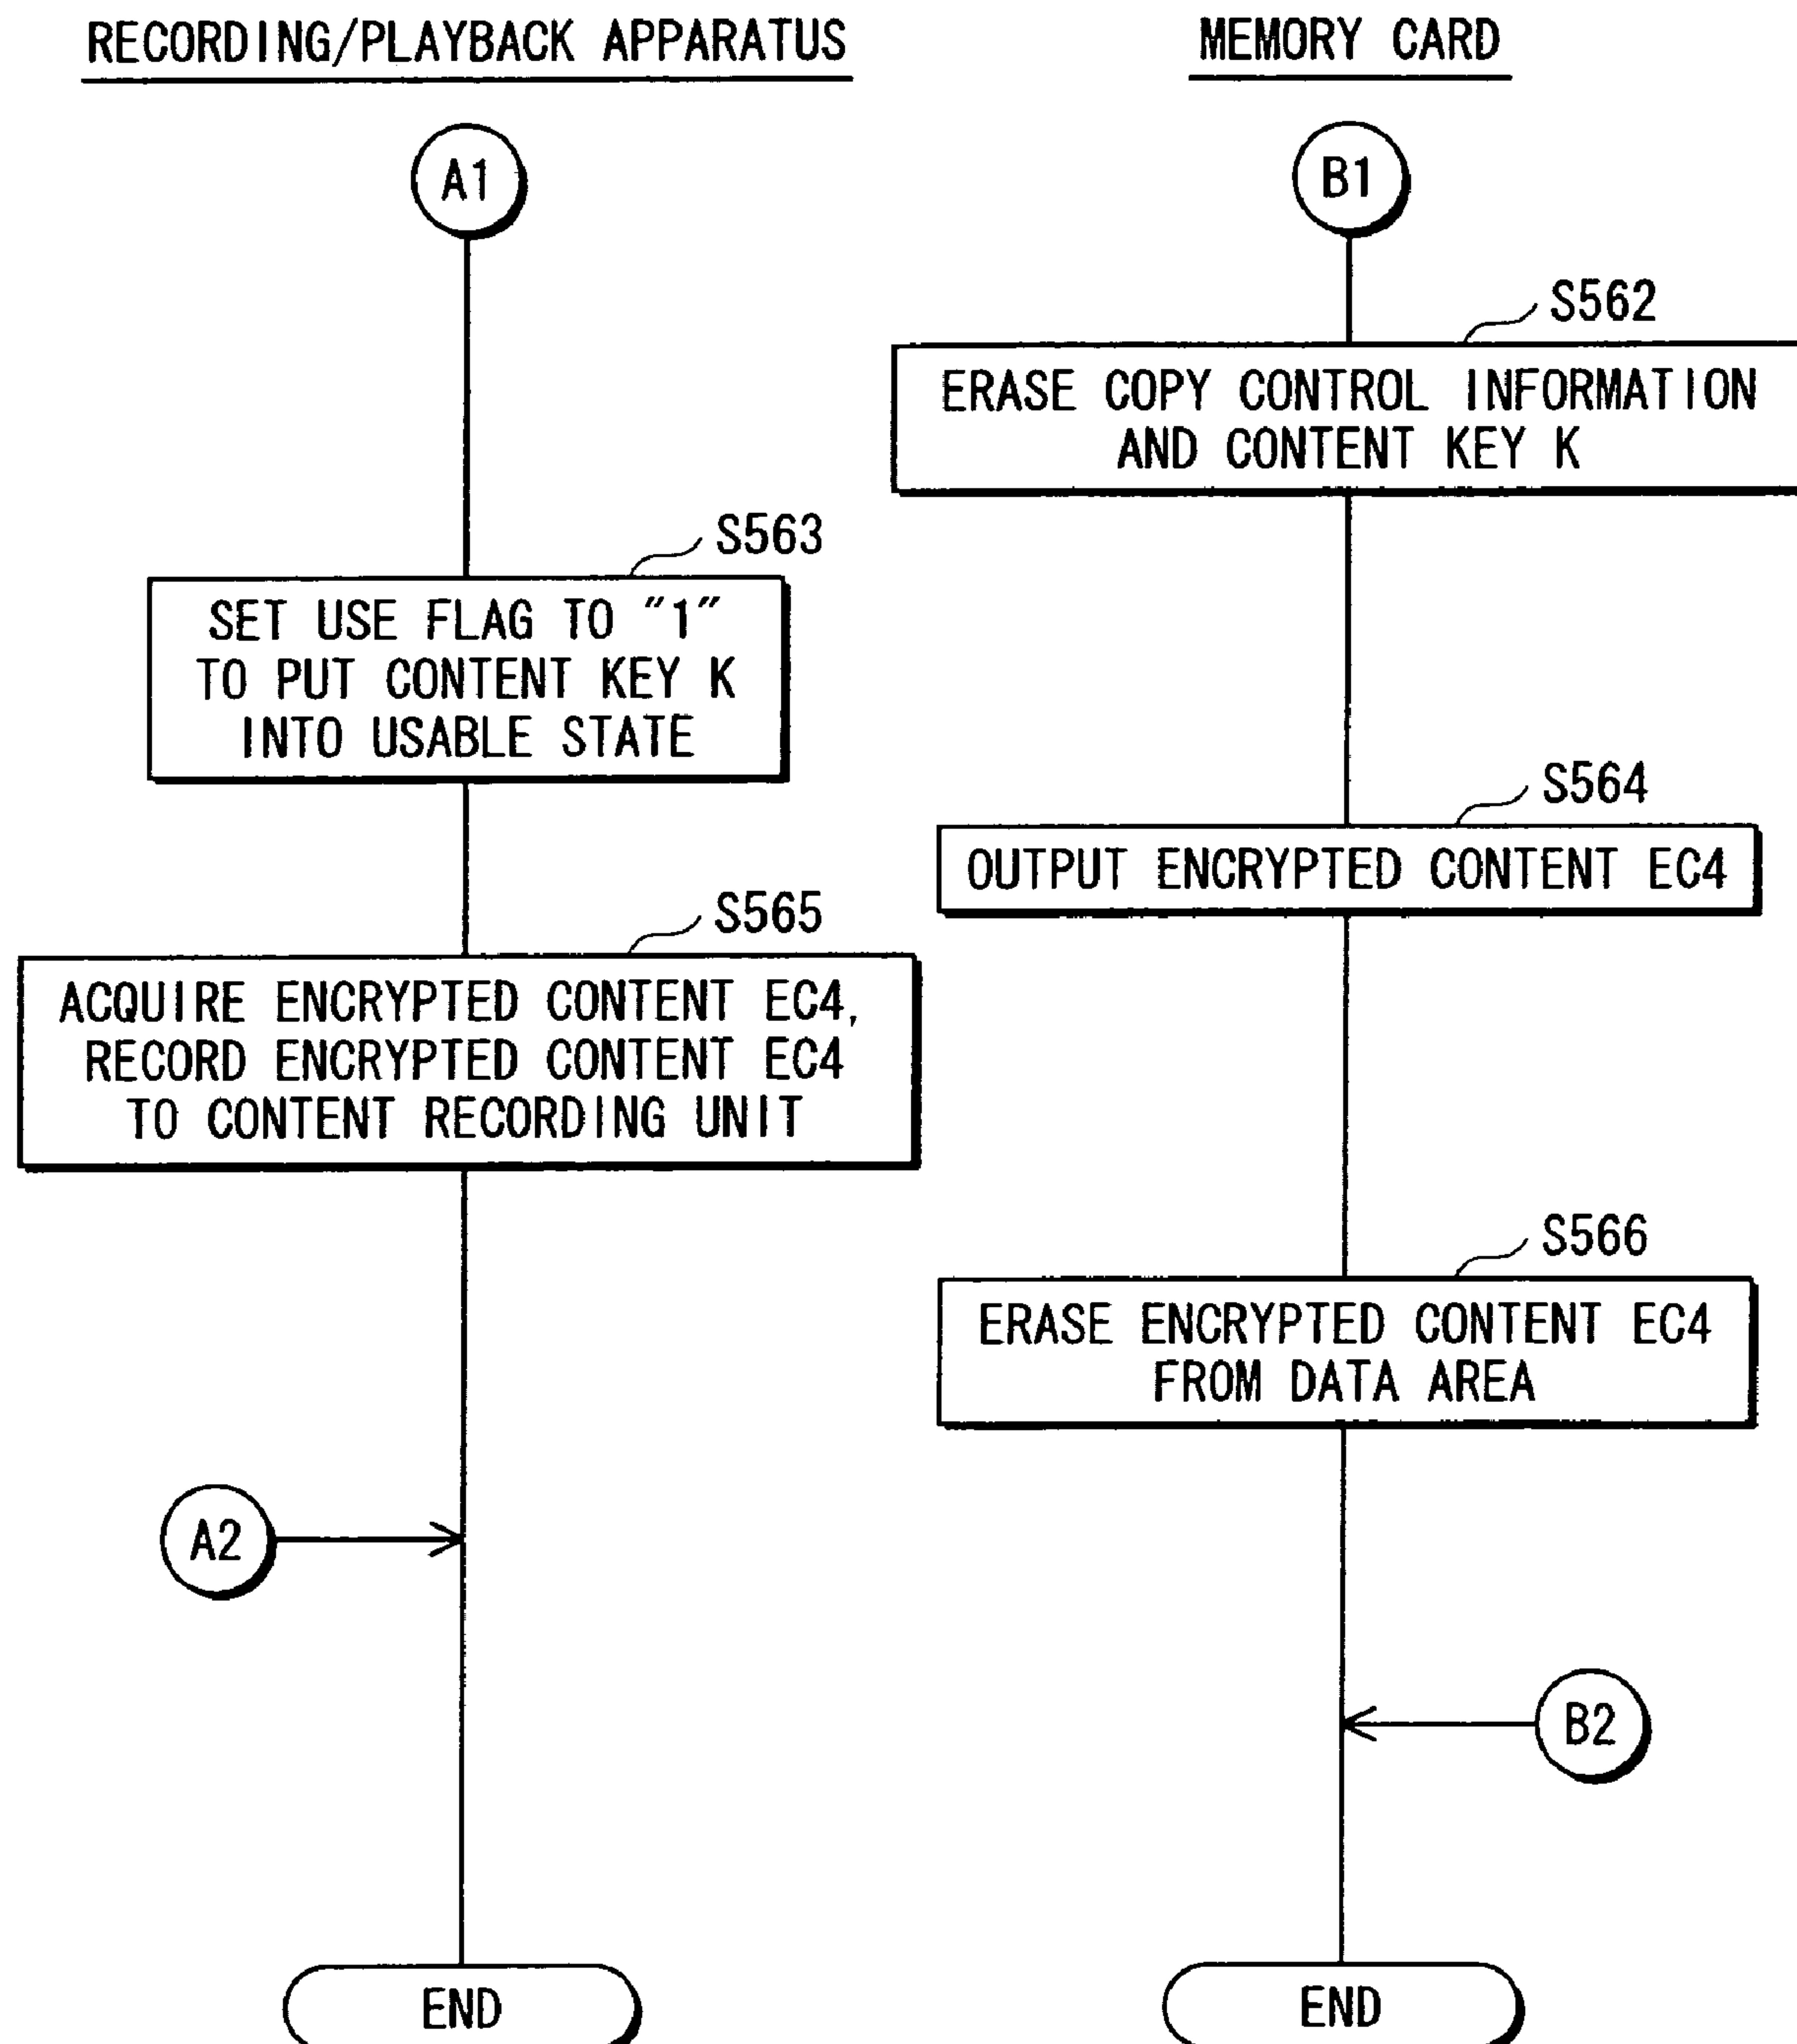 RECORDING/PLAYBACK APPARATUS
MEMORY CARD
A1
B1
S562
ERASE COPY CONTROL INFORMATION
AND CONTENT KEY K
S563
SET USE FLAG TO "1"
TO PUT CONTENT KEY K
INTO USABLE STATE
S564
OUTPUT ENCRYPTED CONTENT EC4
S565
ACQUIRE ENCRYPTED CONTENT EC4,
RECORD ENCRYPTED CONTENT EC4
TO CONTENT RECORDING UNIT
S566
ERASE ENCRYPTED CONTENT EC4
FROM DATA AREA
A2
B2
END
END